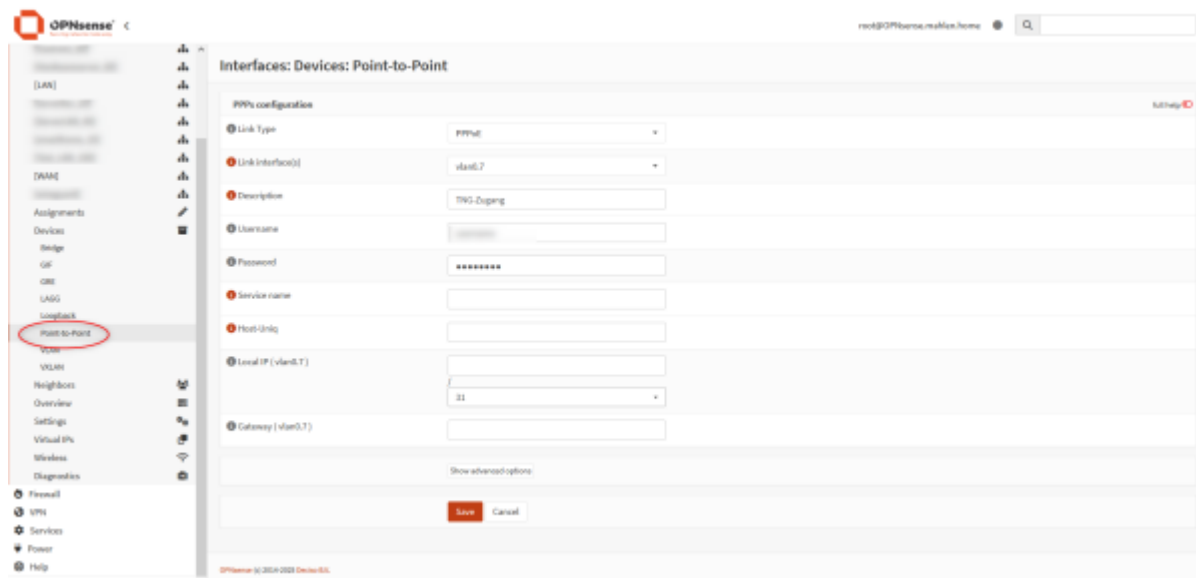 OPNsense
root@OPNsense.mahlen.home
[LAN]
[WAN]
Assignments
Devices
Bridge
GIF
GRE
LAGG
Loopback
Point-to-Point
VLAN
VXLAN
Neighbors
Overview
Settings
Virtual IPs
Wireless
Diagnostics
Firewall
VPN
Services
Power
Help
Interfaces: Devices: Point-to-Point
PPPs configuration
full help
Link Type
PPPoE
Link interface(s)
vlan0.7
Description
TNG-Zugang
Username
Password
Service name
Host-Uniq
Local IP ( vlan0.7 )
/
31
Gateway ( vlan0.7 )
Show advanced options
Save Cancel
OPNsense (c) 2014-2025 Deciso B.V.